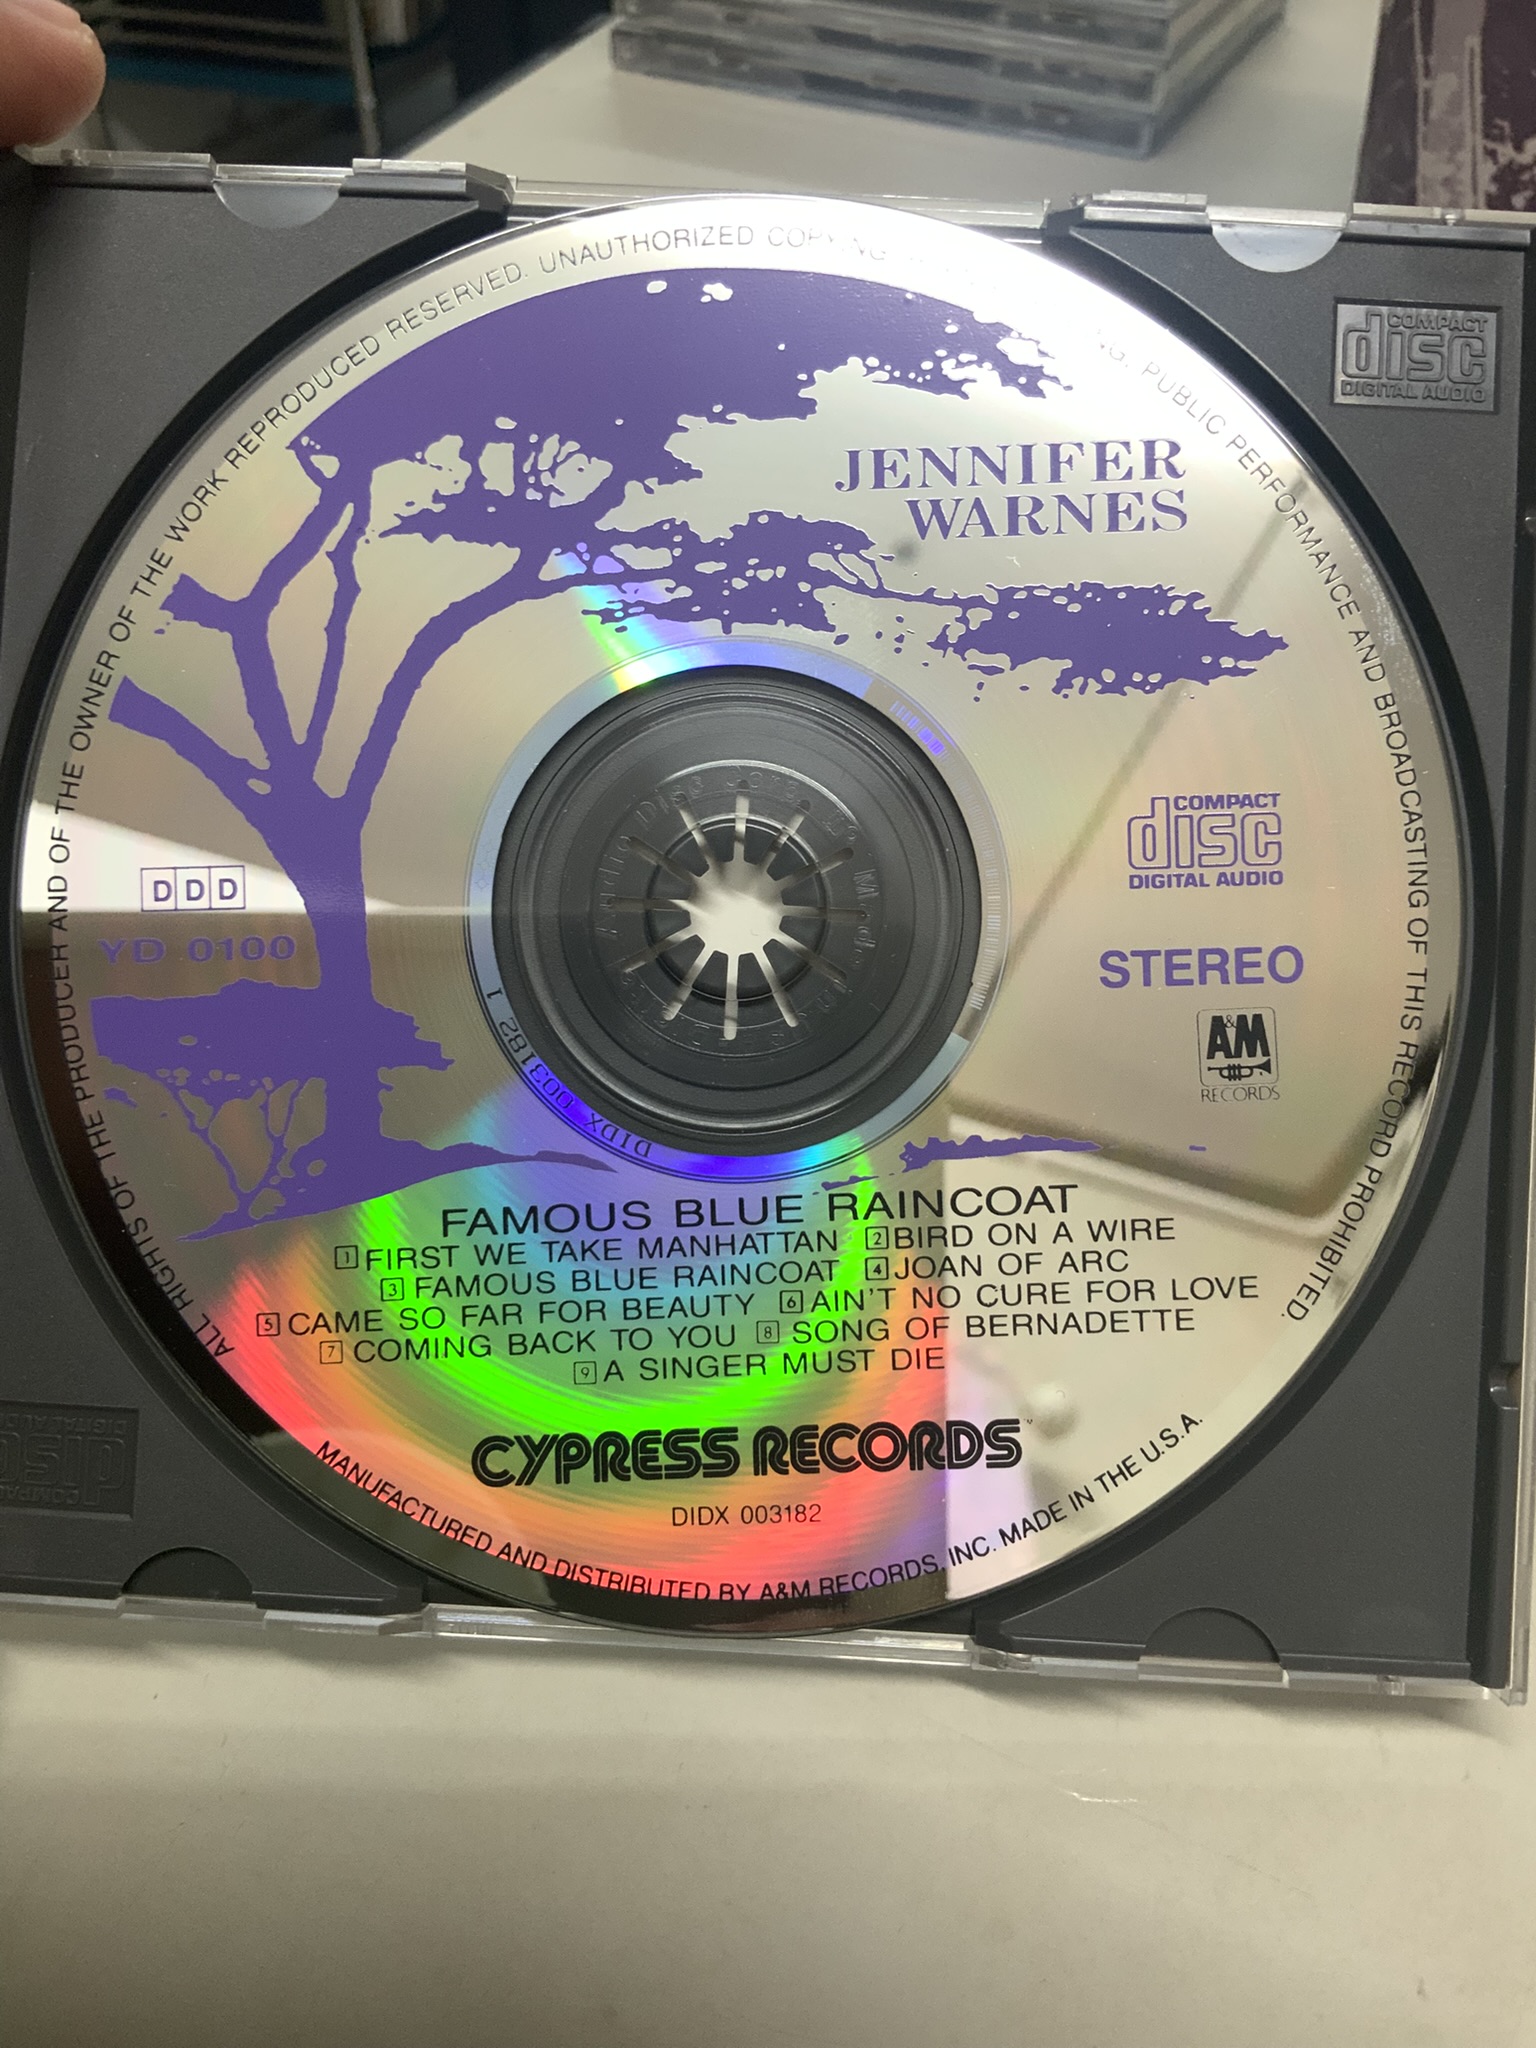 COMPACT
disc
DIGITAL AUDIO
JENNIFER
WARNES
COMPACT
disc
DIGITAL AUDIO
DDD
YD 0100
STEREO
A&M
RECORDS
DIDX 003182 1
FAMOUS BLUE RAINCOAT
1 FIRST WE TAKE MANHATTAN 2 BIRD ON A WIRE
3 FAMOUS BLUE RAINCOAT 4 JOAN OF ARC
5 CAME SO FAR FOR BEAUTY 6 AIN'T NO CURE FOR LOVE
7 COMING BACK TO YOU 8 SONG OF BERNADETTE
9 A SINGER MUST DIE
CYPRESS RECORDS™
DIDX 003182
ALL RIGHTS OF THE PRODUCER AND OF THE OWNER OF THE WORK REPRODUCED RESERVED. UNAUTHORIZED COPYING PUBLIC PERFORMANCE AND BROADCASTING OF THIS RECORD PROHIBITED.
MANUFACTURED AND DISTRIBUTED BY A&M RECORDS, INC. MADE IN THE U.S.A.
COMPACT
disc
DIGITAL AUDIO